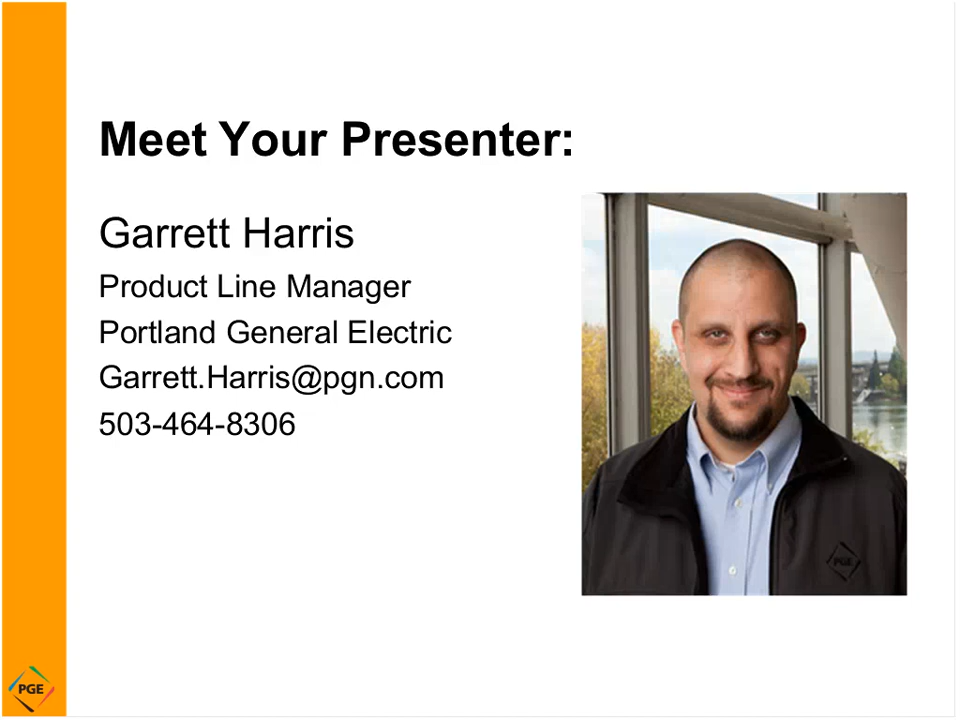 Meet Your Presenter:
Garrett Harris
Product Line Manager
Portland General Electric
Garrett.Harris@pgn.com
503-464-8306
PGE
PGE